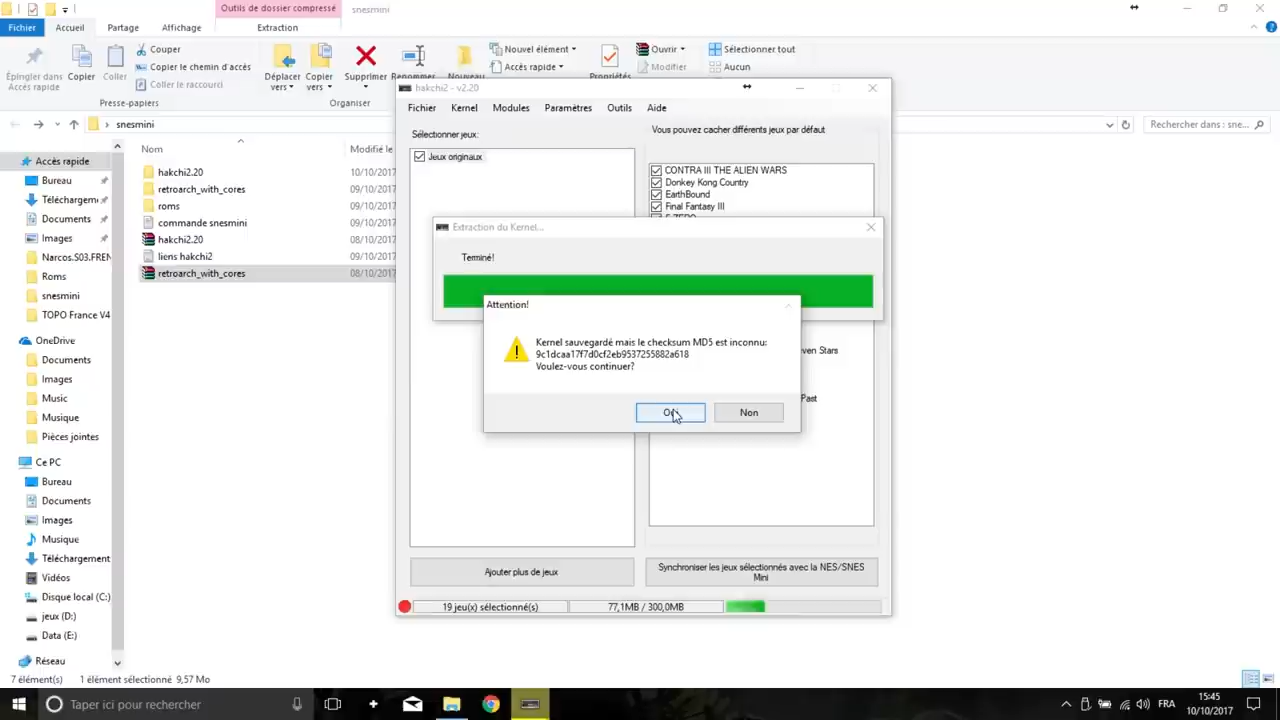 Outils de dossier compressé
snesmini
Fichier
Accueil
Partage
Affichage
Extraction
Épingler dans
Accès rapide
Copier
Coller
Couper
Copier le chemin d'accès
Coller le raccourci
Presse-papiers
Déplacer
vers
Copier
vers
Supprimer
Renommer
Organiser
Nouveau
Nouvel élément
Accès rapide
Propriétés
Ouvrir
Modifier
Sélectionner tout
Aucun
snesmini
Rechercher dans : sne...
Accès rapide
Bureau
Téléchargem
Documents
Images
Narcos.S03.FREN
Roms
snesmini
TOPO France V4
OneDrive
Documents
Images
Music
Musique
Pièces jointes
Ce PC
Bureau
Documents
Images
Musique
Téléchargement
Vidéos
Disque local (C:)
jeux (D:)
Data (E:)
Réseau
Nom
Modifié le
hakchi2.20
10/10/2017
retroarch_with_cores
09/10/2017
roms
09/10/2017
commande snesmini
09/10/2017
hakchi2.20
08/10/2017
liens hakchi2
09/10/2017
retroarch_with_cores
08/10/2017
7 élément(s)
1 élément sélectionné 9,57 Mo
hakchi2 - v2.20
Fichier
Kernel
Modules
Paramètres
Outils
Aide
Sélectionner jeux:
Jeux originaux
Vous pouvez cacher différents jeux par défaut
CONTRA III THE ALIEN WARS
Donkey Kong Country
EarthBound
Final Fantasy III
F-ZERO
Extraction du Kernel...
Terminé!
Attention!
Kernel sauvegardé mais le checksum MD5 est inconnu:
9c1dcaa17f7d0cf2eb9537255882a618
Voulez-vous continuer?
Non
ven Stars
Past
Ajouter plus de jeux
Synchroniser les jeux sélectionnés avec la NES/SNES
Mini
19 jeu(x) sélectionné(s)
77,1MB / 300,0MB
Taper ici pour rechercher
FRA
15:45
10/10/2017